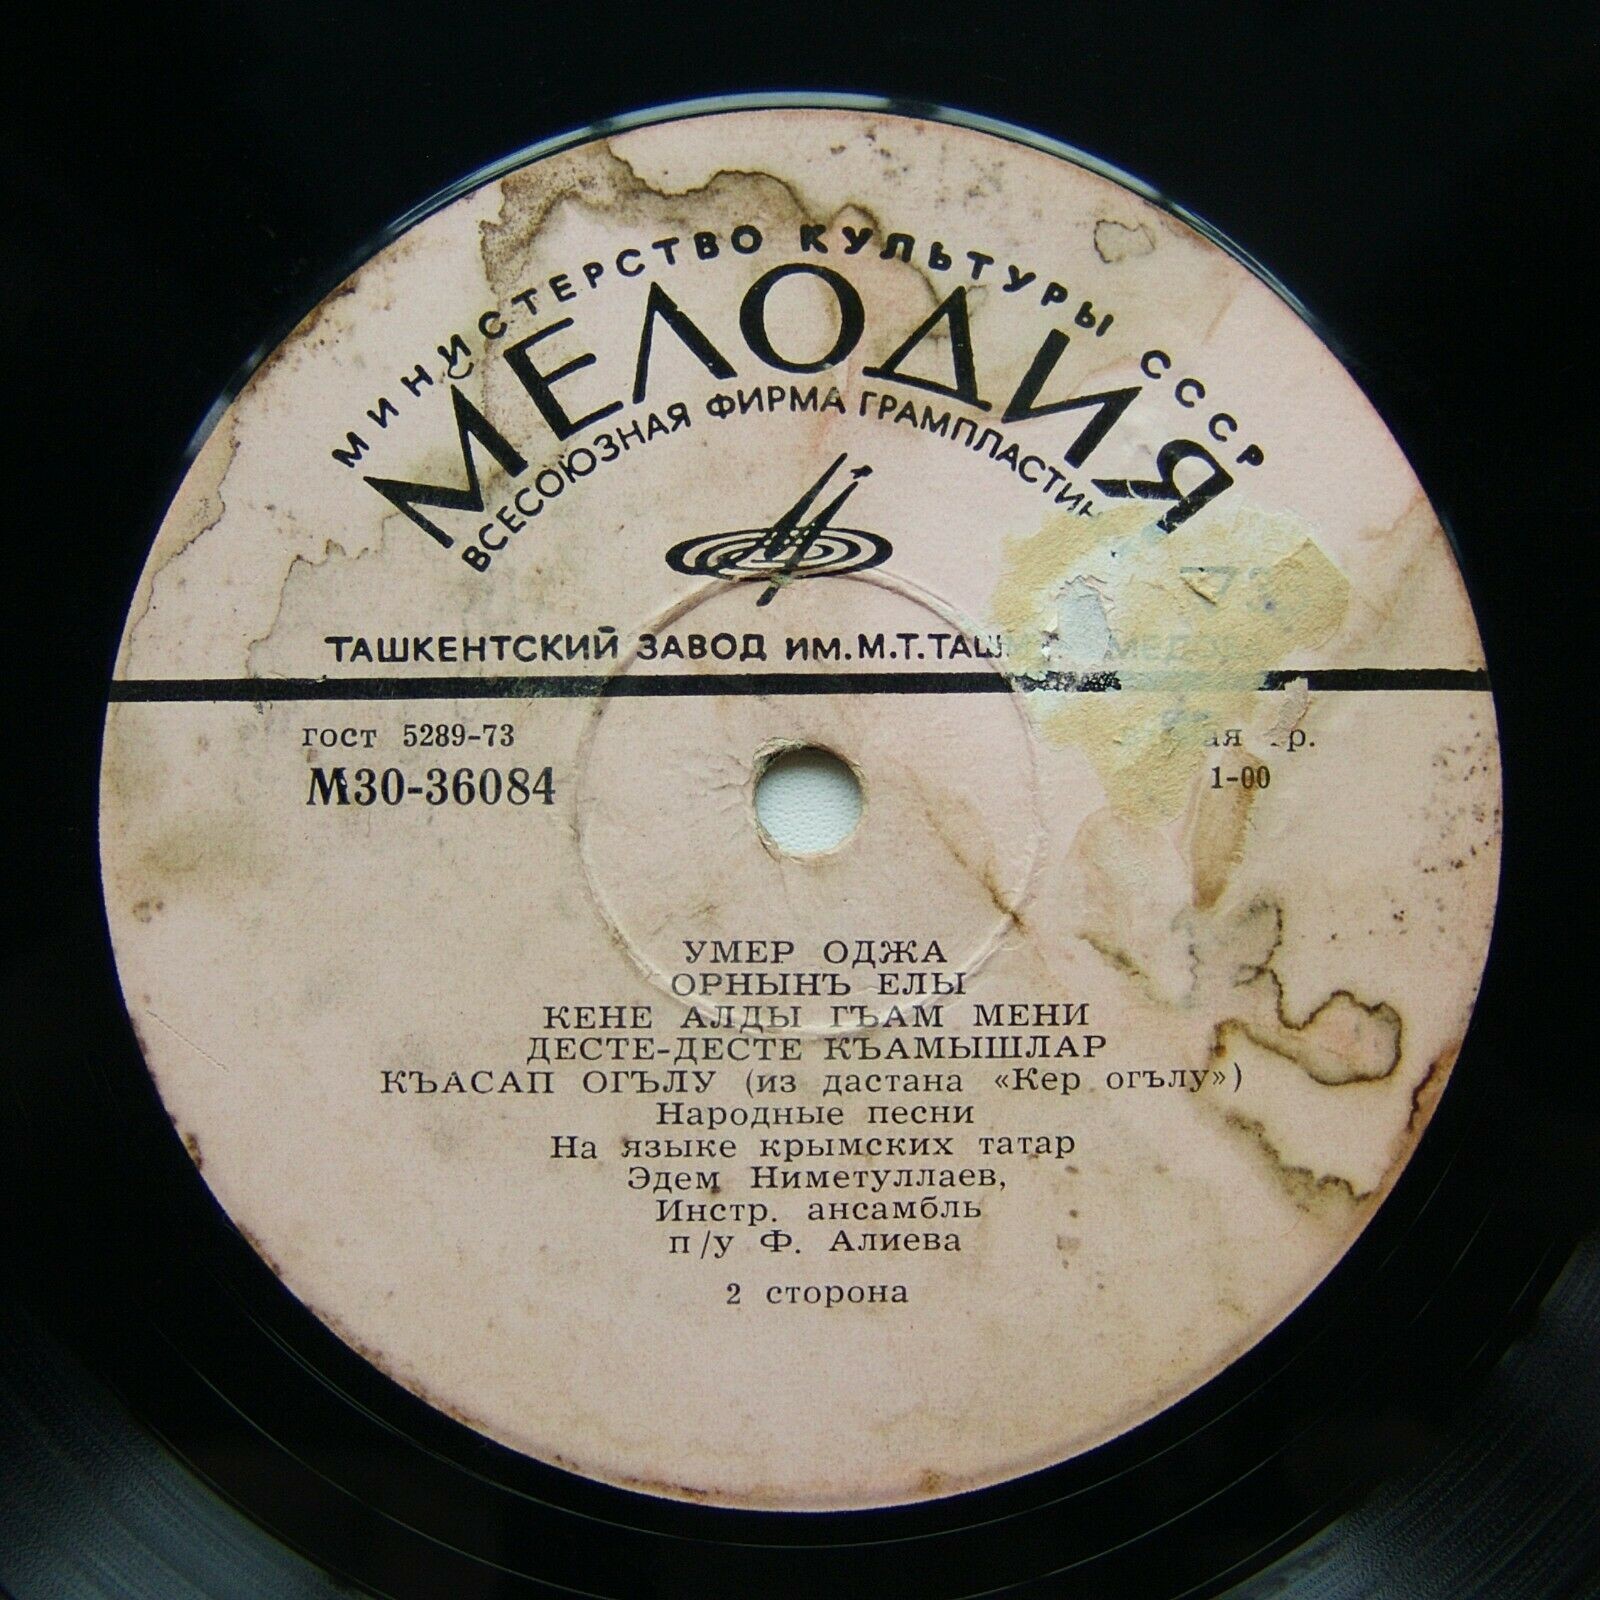 МИНИСТЕРСТВО КУЛЬТУРЫ СССР
МЕЛОДИЯ
ВСЕСОЮЗНАЯ ФИРМА
ТАШКЕНТСКИЙ ЗАВОД ИМ. М. Т.
ГОСТ 5289-73
М30-36084
1-00
УМЕР ОДЖА
ОРНЫНЪ ЕЛЫ
КЕНЕ АЛДЫ ГЪАМ МЕНИ
ДЕСТЕ-ДЕСТЕ КЪАМЫШЛАР
КЪАСАП ОГЪЛУ (из дастана «Кер огълу»)
Народные песни
На языке крымских татар
Эдем Ниметуллаев,
Инстр. ансамбль
п/у Ф. Алиева
2 сторона